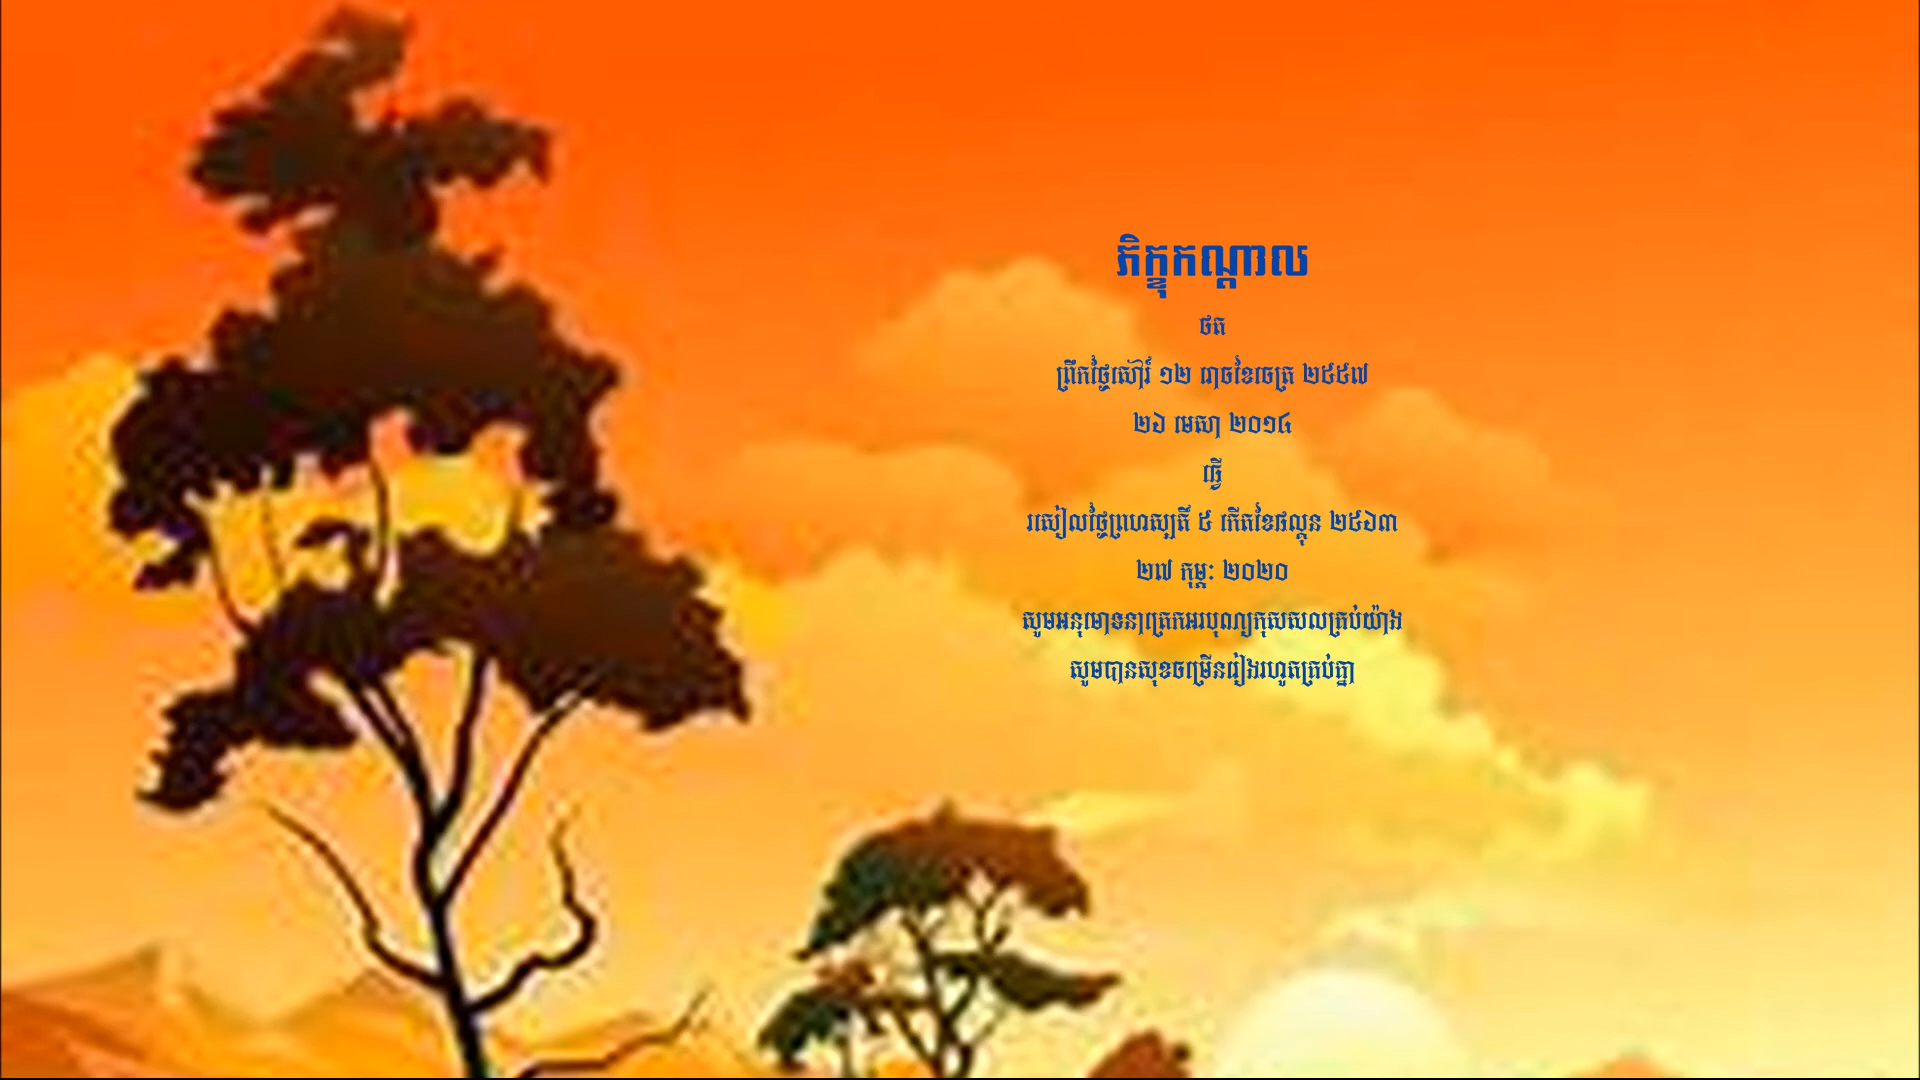 ភិក្ខុកណ្ដាល
ថត
ព្រឹកថ្ងៃសៅរ៍ ១២ រោចខែចេត្រ ២៥៥៧
២៦ មេសា ២០១៤
ធ្វើ
រសៀលថ្ងៃព្រហស្បតិ៍ ៥ កើតខែផល្គុន ២៥៦៣
២៧ កុម្ភៈ ២០២០
សូមអនុមោទនាត្រេកអរបុណ្យកុសសលគ្រប់យ៉ាង
សូមបានសុខចម្រើនរៀងរហូតគ្រប់គ្នា